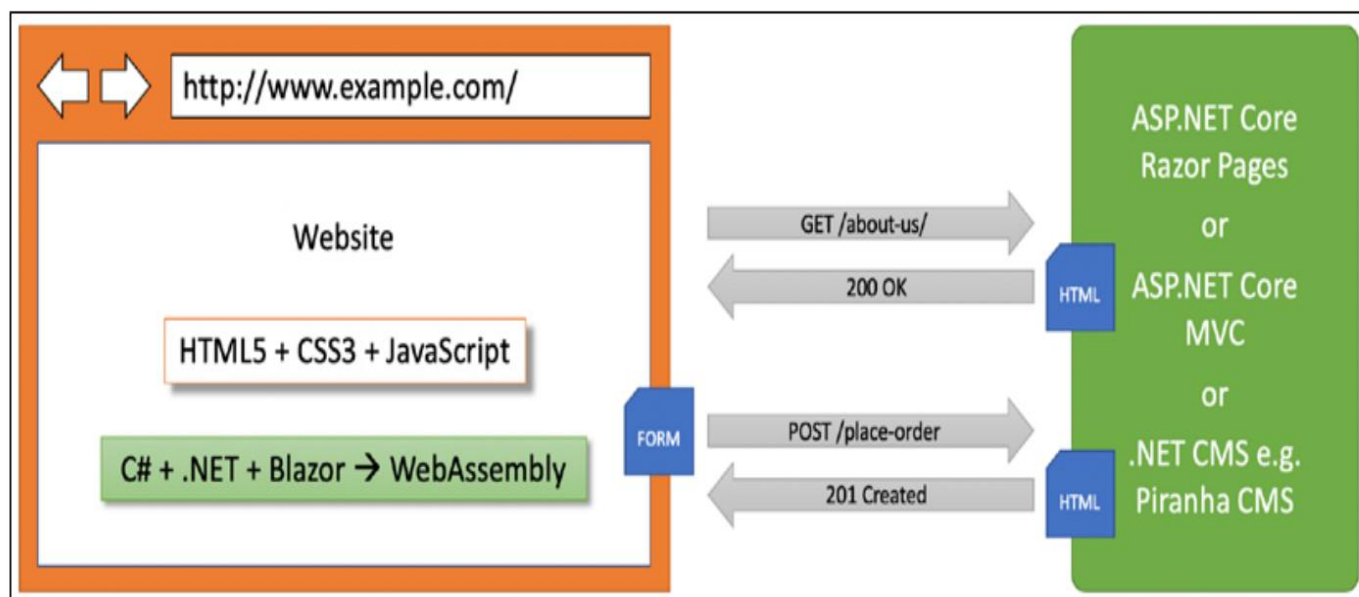 http://www.example.com/
Website
HTML5 + CSS3 + JavaScript
C# + .NET + Blazor → WebAssembly
FORM
GET /about-us/
200 OK
HTML
POST /place-order
201 Created
HTML
ASP.NET Core
Razor Pages
or
ASP.NET Core
MVC
or
.NET CMS e.g.
Piranha CMS